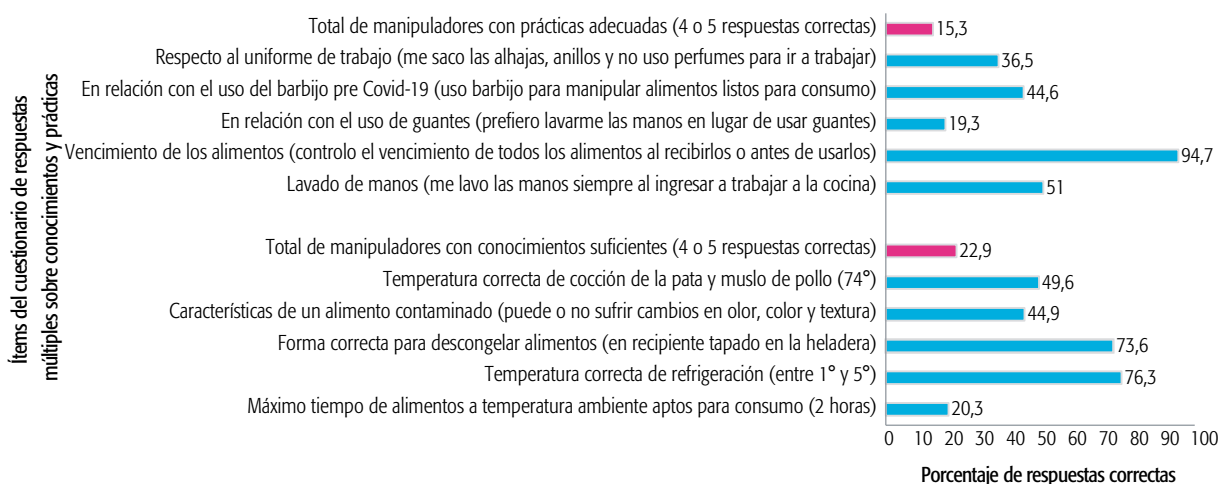 Ítems del cuestionario de respuestas
múltiples sobre conocimientos y prácticas
Total de manipuladores con prácticas adecuadas (4 o 5 respuestas correctas) 15,3
Respecto al uniforme de trabajo (me saco las alhajas, anillos y no uso perfumes para ir a trabajar) 36,5
En relación con el uso del barbijo pre Covid-19 (uso barbijo para manipular alimentos listos para consumo) 44,6
En relación con el uso de guantes (prefiero lavarme las manos en lugar de usar guantes) 19,3
Vencimiento de los alimentos (controlo el vencimiento de todos los alimentos al recibirlos o antes de usarlos) 94,7
Lavado de manos (me lavo las manos siempre al ingresar a trabajar a la cocina) 51
Total de manipuladores con conocimientos suficientes (4 o 5 respuestas correctas) 22,9
Temperatura correcta de cocción de la pata y muslo de pollo (74°) 49,6
Características de un alimento contaminado (puede o no sufrir cambios en olor, color y textura) 44,9
Forma correcta para descongelar alimentos (en recipiente tapado en la heladera) 73,6
Temperatura correcta de refrigeración (entre 1° y 5°) 76,3
Máximo tiempo de alimentos a temperatura ambiente aptos para consumo (2 horas) 20,3
0 10 20 30 40 50 60 70 80 90 100
Porcentaje de respuestas correctas